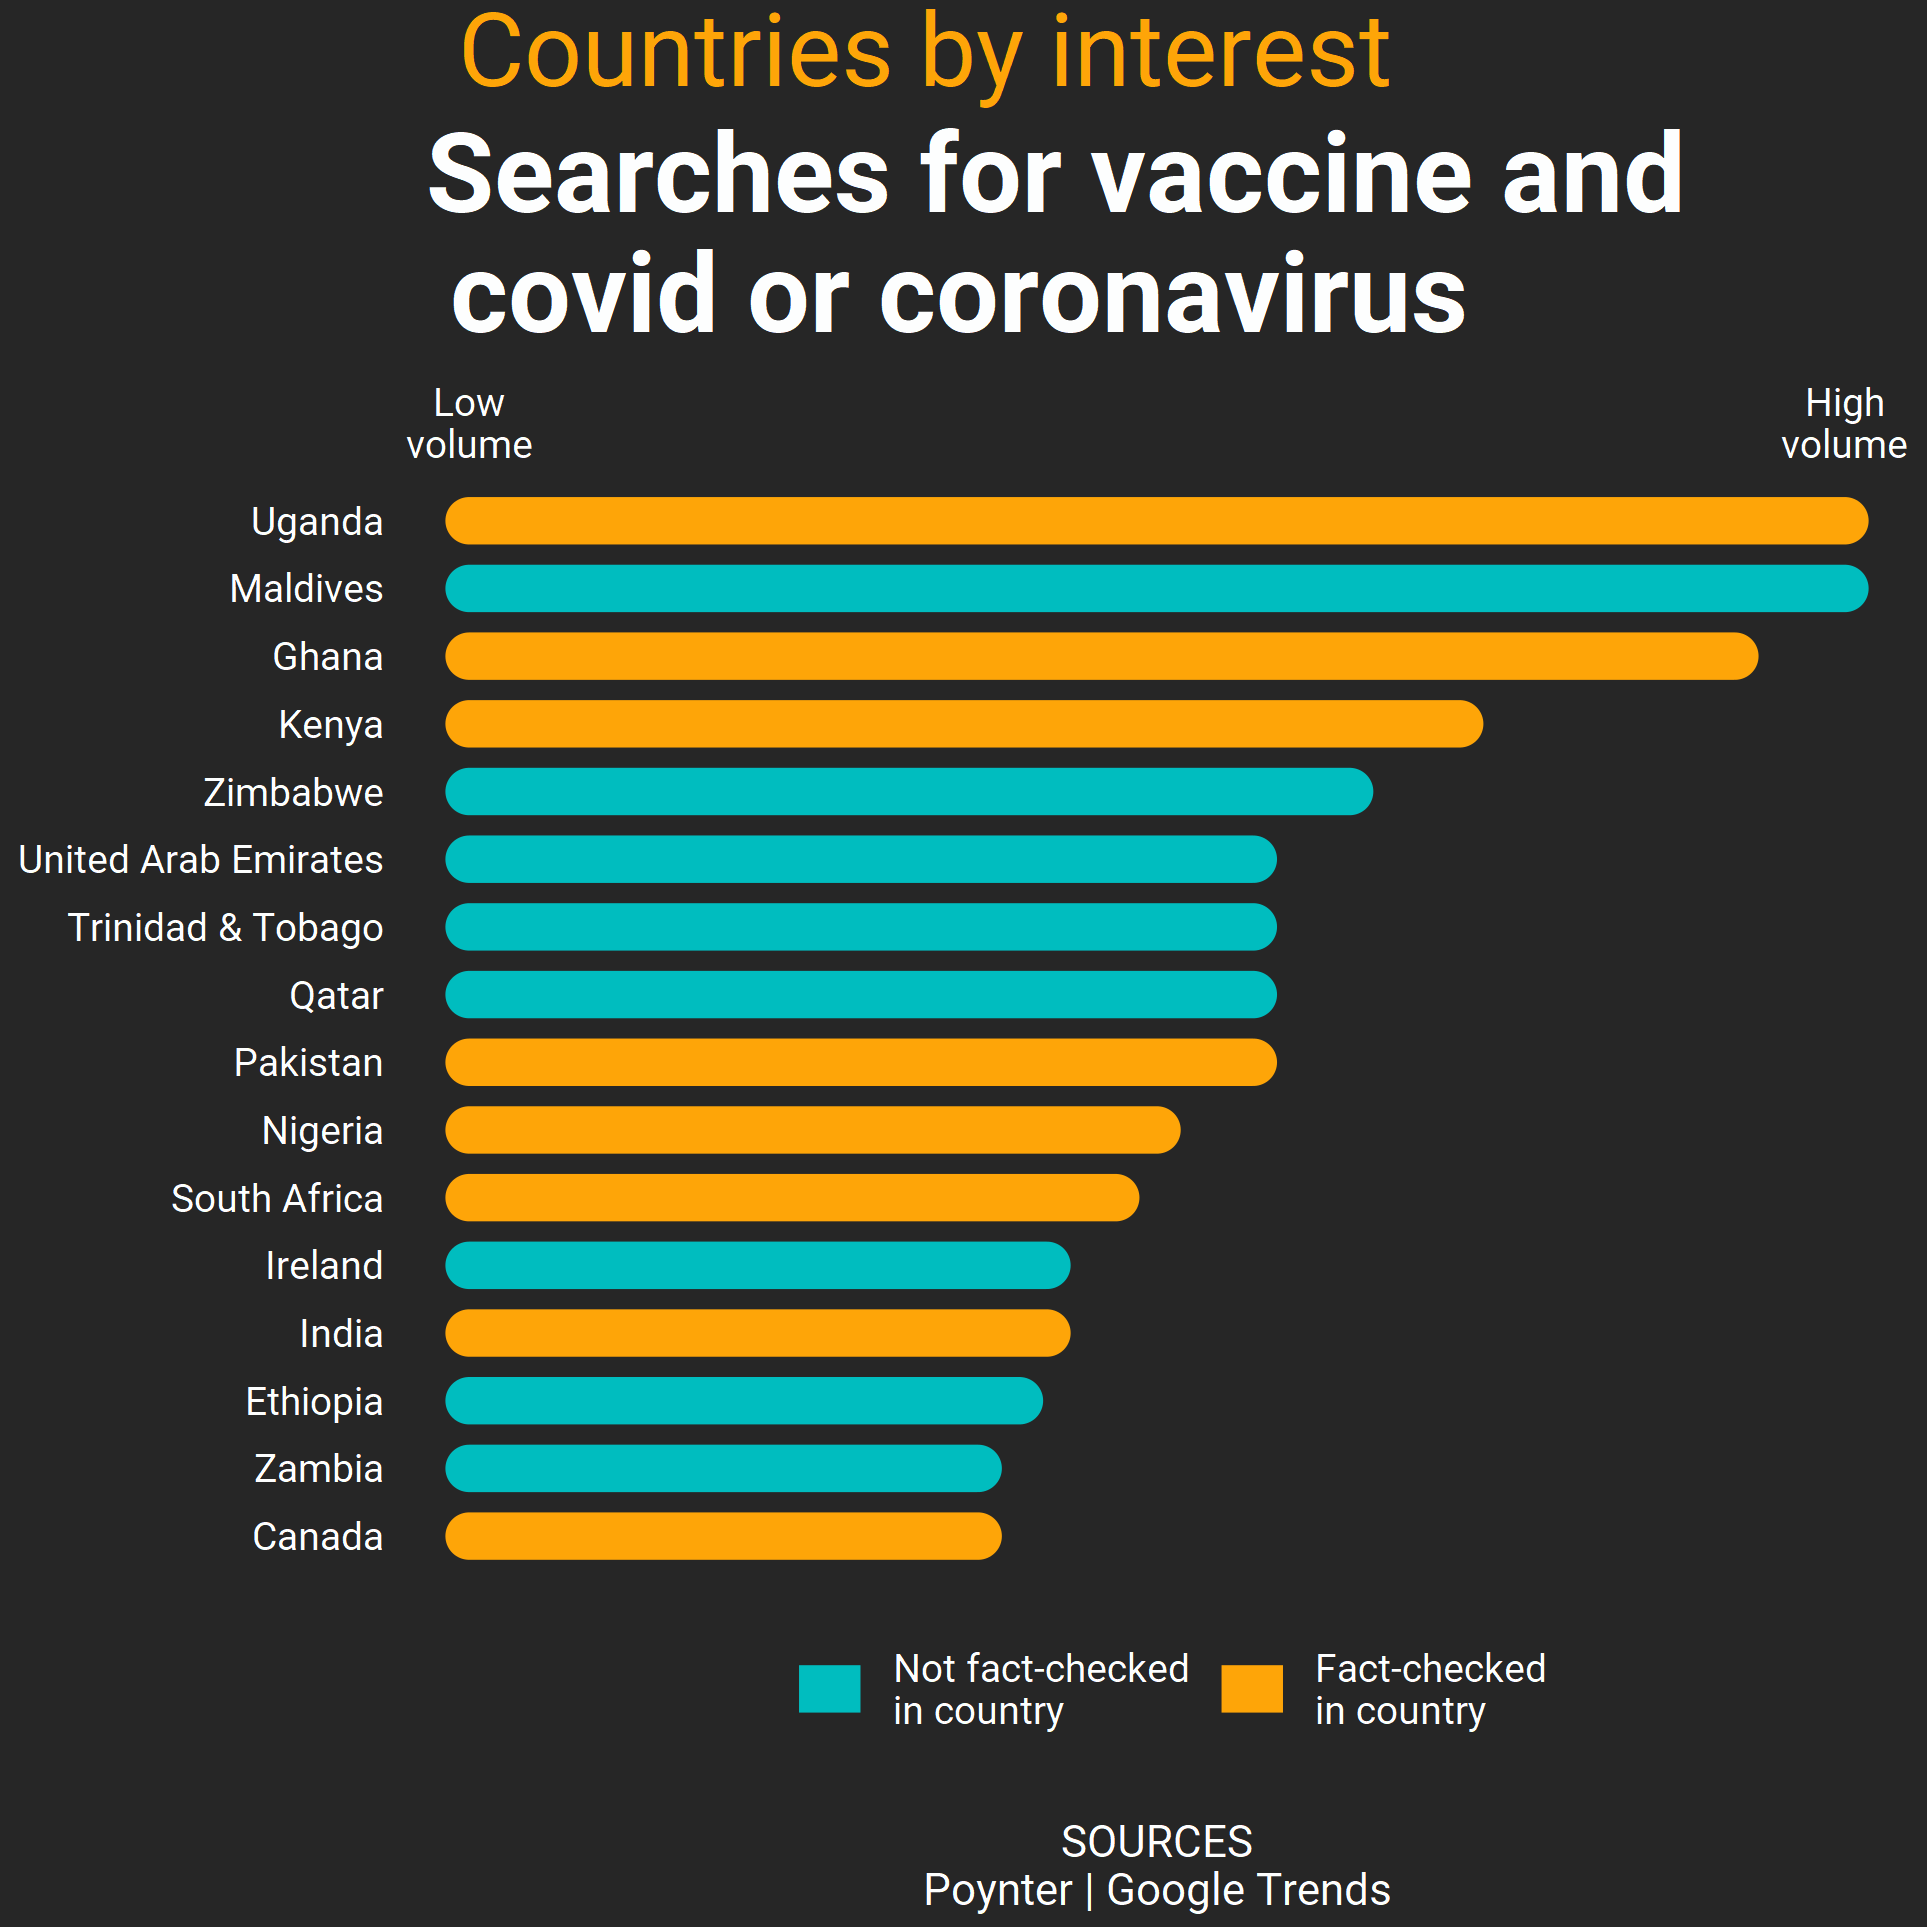 Countries by interest
Searches for vaccine and
covid or coronavirus
Low
volume
High
volume
Uganda
Maldives
Ghana
Kenya
Zimbabwe
United Arab Emirates
Trinidad & Tobago
Qatar
Pakistan
Nigeria
South Africa
Ireland
India
Ethiopia
Zambia
Canada
Not fact-checked
in country
Fact-checked
in country
SOURCES
Poynter | Google Trends